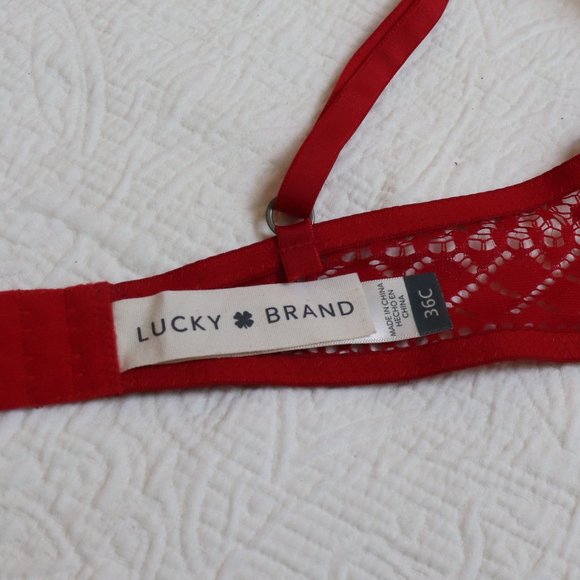 LUCKY BRAND
MADE IN CHINA
HECHO EN
CHINA
36C